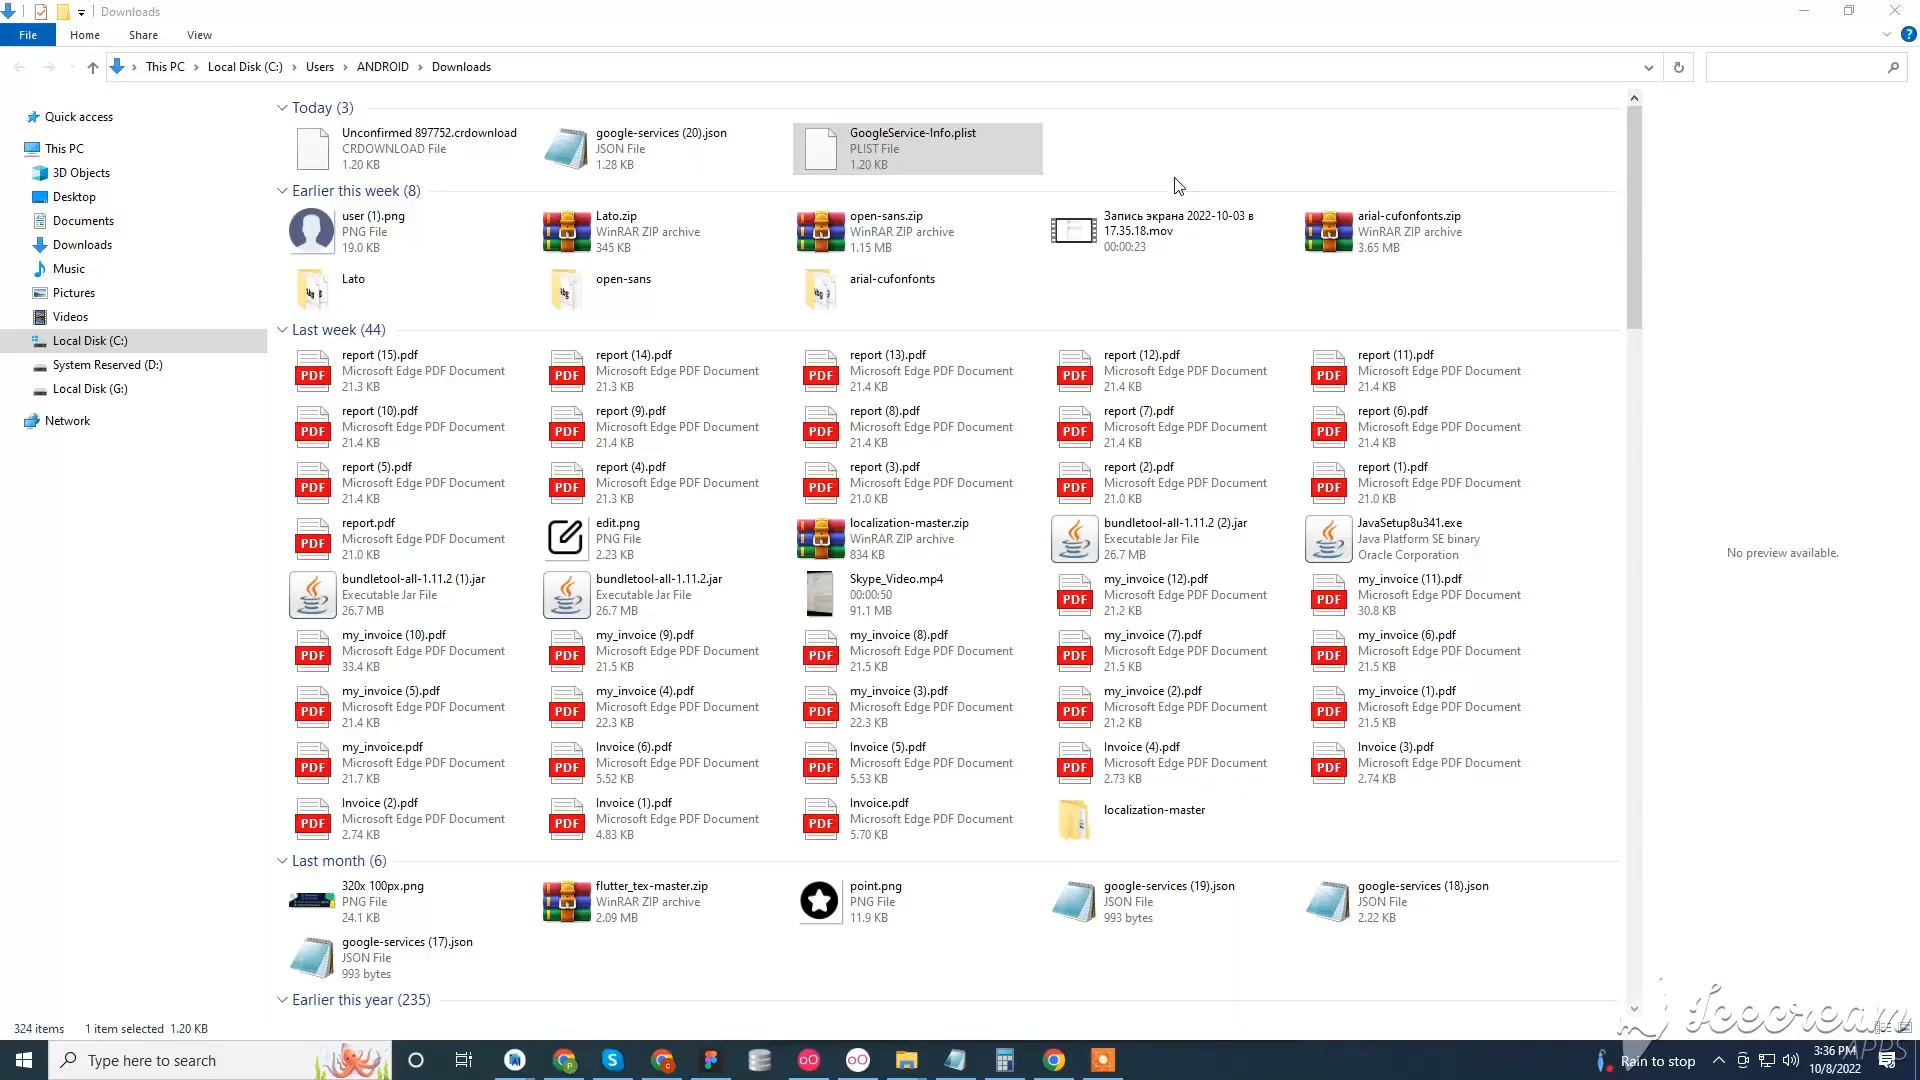 Downloads
File
Home
Share
View
This PC
Local Disk (C:)
Users
ANDROID
Downloads
Quick access
This PC
3D Objects
Desktop
Documents
Downloads
Music
Pictures
Videos
Local Disk (C:)
System Reserved (D:)
Local Disk (G:)
Network
Today (3)
Unconfirmed 897752.crdownload
CRDOWNLOAD File
1.20 KB
google-services (20).json
JSON File
1.28 KB
GoogleService-Info.plist
PLIST File
1.20 KB
Earlier this week (8)
user (1).png
PNG File
19.0 KB
Lato.zip
WinRAR ZIP archive
345 KB
open-sans.zip
WinRAR ZIP archive
1.15 MB
Запись экрана 2022-10-03 в
17.35.18.mov
00:00:23
arial-cufonfonts.zip
WinRAR ZIP archive
3.65 MB
Lato
open-sans
arial-cufonfonts
Last week (44)
report (15).pdf
Microsoft Edge PDF Document
21.3 KB
report (14).pdf
Microsoft Edge PDF Document
21.3 KB
report (13).pdf
Microsoft Edge PDF Document
21.4 KB
report (12).pdf
Microsoft Edge PDF Document
21.4 KB
report (11).pdf
Microsoft Edge PDF Document
21.4 KB
report (10).pdf
Microsoft Edge PDF Document
21.4 KB
report (9).pdf
Microsoft Edge PDF Document
21.4 KB
report (8).pdf
Microsoft Edge PDF Document
21.4 KB
report (7).pdf
Microsoft Edge PDF Document
21.4 KB
report (6).pdf
Microsoft Edge PDF Document
21.4 KB
report (5).pdf
Microsoft Edge PDF Document
21.4 KB
report (4).pdf
Microsoft Edge PDF Document
21.3 KB
report (3).pdf
Microsoft Edge PDF Document
21.0 KB
report (2).pdf
Microsoft Edge PDF Document
21.0 KB
report (1).pdf
Microsoft Edge PDF Document
21.0 KB
report.pdf
Microsoft Edge PDF Document
21.0 KB
edit.png
PNG File
2.23 KB
localization-master.zip
WinRAR ZIP archive
834 KB
bundletool-all-1.11.2 (2).jar
Executable Jar File
26.7 MB
JavaSetup8u341.exe
Java Platform SE binary
Oracle Corporation
bundletool-all-1.11.2 (1).jar
Executable Jar File
26.7 MB
bundletool-all-1.11.2.jar
Executable Jar File
26.7 MB
Skype_Video.mp4
00:00:50
91.1 MB
my_invoice (12).pdf
Microsoft Edge PDF Document
21.2 KB
my_invoice (11).pdf
Microsoft Edge PDF Document
30.8 KB
my_invoice (10).pdf
Microsoft Edge PDF Document
33.4 KB
my_invoice (9).pdf
Microsoft Edge PDF Document
21.5 KB
my_invoice (8).pdf
Microsoft Edge PDF Document
21.5 KB
my_invoice (7).pdf
Microsoft Edge PDF Document
21.5 KB
my_invoice (6).pdf
Microsoft Edge PDF Document
21.5 KB
my_invoice (5).pdf
Microsoft Edge PDF Document
21.4 KB
my_invoice (4).pdf
Microsoft Edge PDF Document
22.3 KB
my_invoice (3).pdf
Microsoft Edge PDF Document
22.3 KB
my_invoice (2).pdf
Microsoft Edge PDF Document
21.2 KB
my_invoice (1).pdf
Microsoft Edge PDF Document
21.5 KB
my_invoice.pdf
Microsoft Edge PDF Document
21.7 KB
Invoice (6).pdf
Microsoft Edge PDF Document
5.52 KB
Invoice (5).pdf
Microsoft Edge PDF Document
5.53 KB
Invoice (4).pdf
Microsoft Edge PDF Document
2.73 KB
Invoice (3).pdf
Microsoft Edge PDF Document
2.74 KB
Invoice (2).pdf
Microsoft Edge PDF Document
2.74 KB
Invoice (1).pdf
Microsoft Edge PDF Document
4.83 KB
Invoice.pdf
Microsoft Edge PDF Document
5.70 KB
localization-master
Last month (6)
320x 100px.png
PNG File
24.1 KB
flutter_tex-master.zip
WinRAR ZIP archive
2.09 MB
point.png
PNG File
11.9 KB
google-services (19).json
JSON File
993 bytes
google-services (18).json
JSON File
2.22 KB
google-services (17).json
JSON File
993 bytes
Earlier this year (235)
No preview available.
324 items
1 item selected 1.20 KB
Icecream
APPS
Type here to search
Rain to stop
3:36 PM
10/8/2022